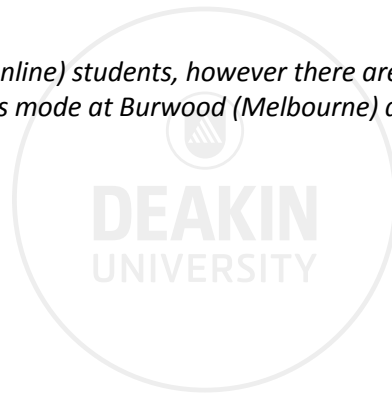 nline) students, however there are
s mode at Burwood (Melbourne)
DEAKIN
UNIVERSITY